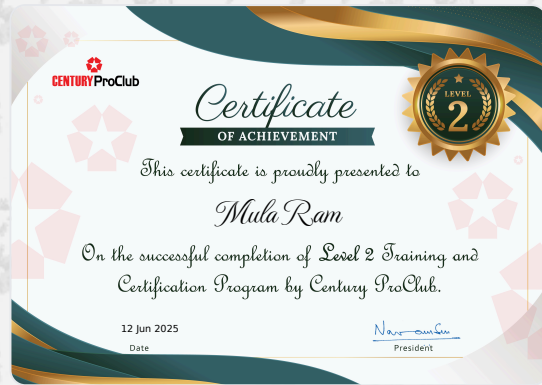 CENTURY ProClub
LEVEL
2
Certificate
OF ACHIEVEMENT
This certificate is proudly presented to
Mula Ram
On the successful completion of Level 2 Training and
Certification Program by Century ProClub.
12 Jun 2025
Date
President